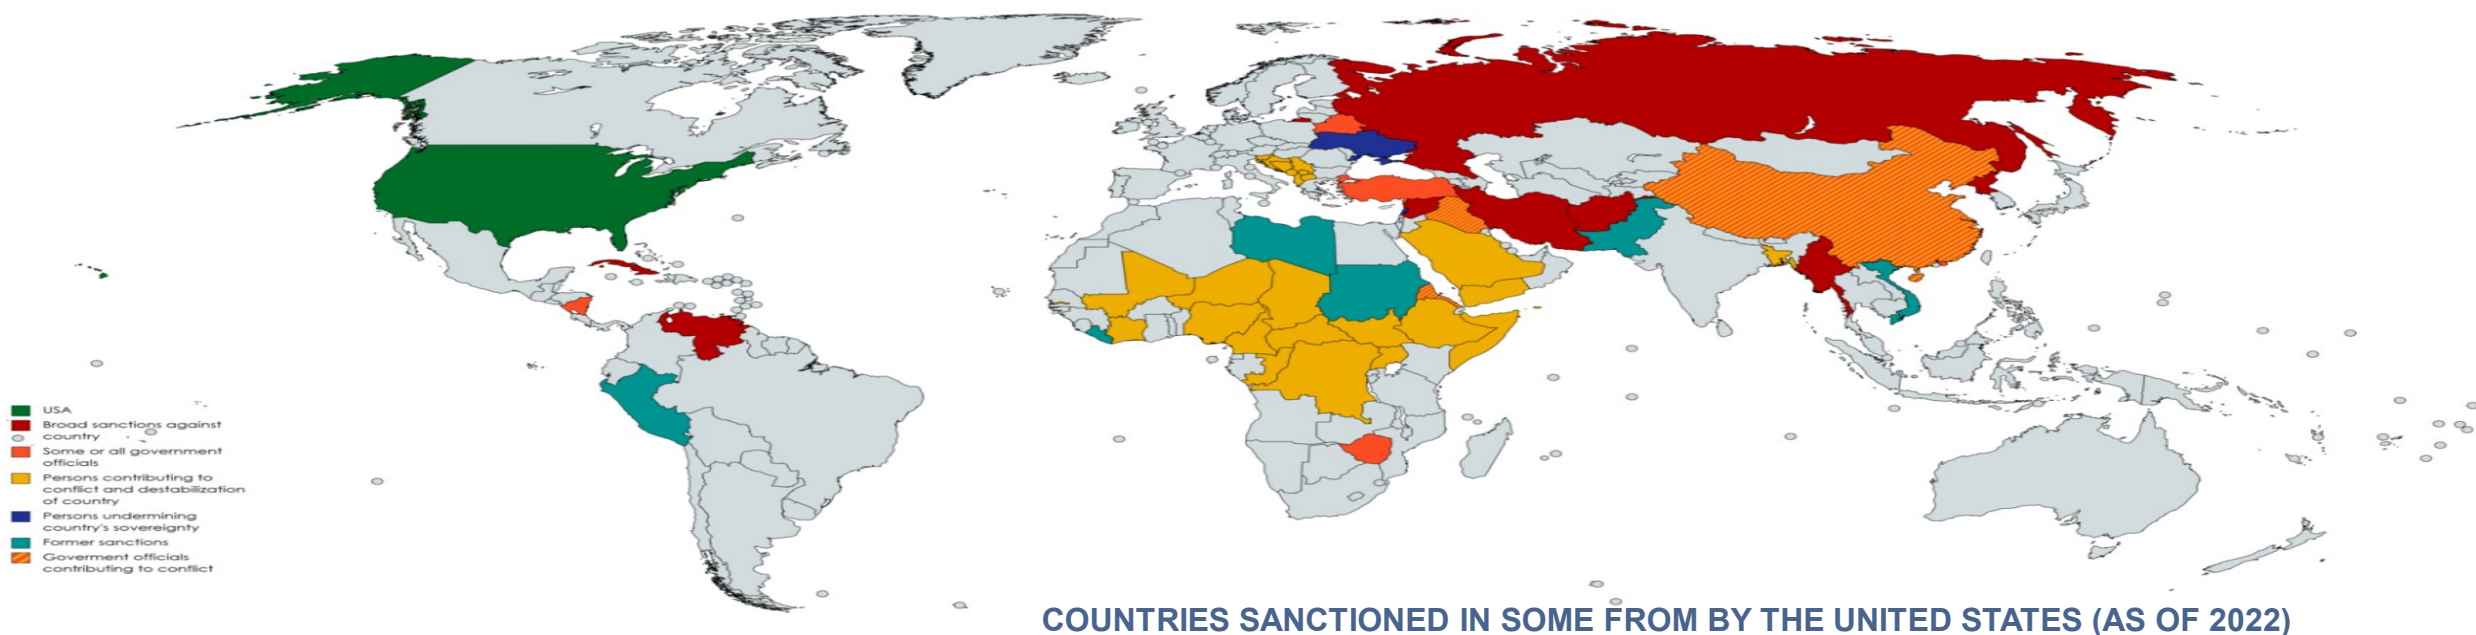 USA
Broad sanctions against
country
Some or all government
officials
Persons contributing to
conflict and destabilization
of country
Persons undermining
country's sovereignty
Former sanctions
Goverment officials
contributing to conflict
COUNTRIES SANCTIONED IN SOME FROM BY THE UNITED STATES (AS OF 2022)